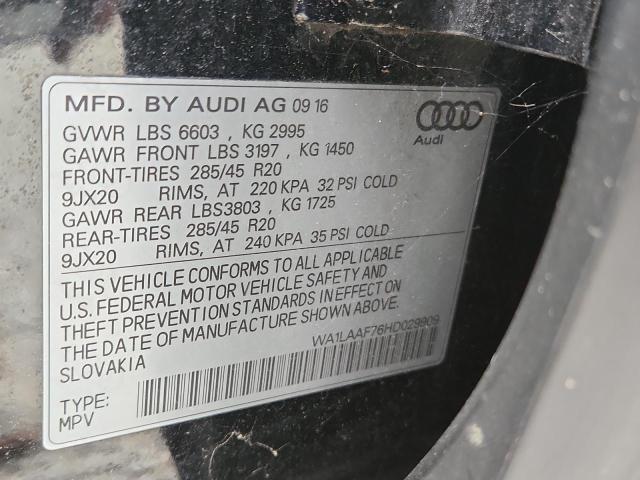 MFD. BY AUDI AG 09 16
Audi
GVWR LBS 6603 , KG 2995
GAWR FRONT LBS 3197 , KG 1450
FRONT-TIRES 285/45 R20
9JX20 RIMS, AT 220 KPA 32 PSI COLD
GAWR REAR LBS3803 , KG 1725
REAR-TIRES 285/45 R20
9JX20 RIMS, AT 240 KPA 35 PSI COLD
THIS VEHICLE CONFORMS TO ALL APPLICABLE
U.S. FEDERAL MOTOR VEHICLE SAFETY AND
THEFT PREVENTION STANDARDS IN EFFECT ON
THE DATE OF MANUFACTURE SHOWN ABOVE.
SLOVAKIA
WA1LAAF76HD029909
TYPE:
MPV